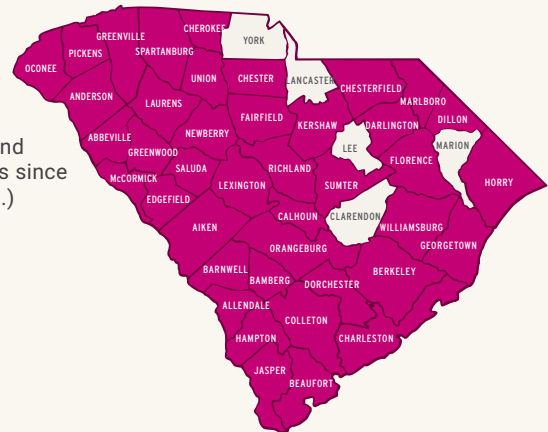 CHEROKEE
YORK
GREENVILLE
SPARTANBURG
PICKENS
OCONEE
UNION
CHESTER
LANCASTER
CHESTERFIELD
MARLBORO
ANDERSON
LAURENS
DILLON
FAIRFIELD
KERSHAW
DARLINGTON
NEWBERRY
ABBEVILLE
MARION
LEE
GREENWOOD
FLORENCE
nd
SALUDA
RICHLAND
s since
McCORMICK
LEXINGTON
SUMTER
HORRY
.)
EDGEFIELD
CALHOUN
CLARENDON
AIKEN
WILLIAMSBURG
ORANGEBURG
GEORGETOWN
BARNWELL
BERKELEY
BAMBERG
DORCHESTER
ALLENDALE
COLLETON
HAMPTON
CHARLESTON
JASPER
BEAUFORT